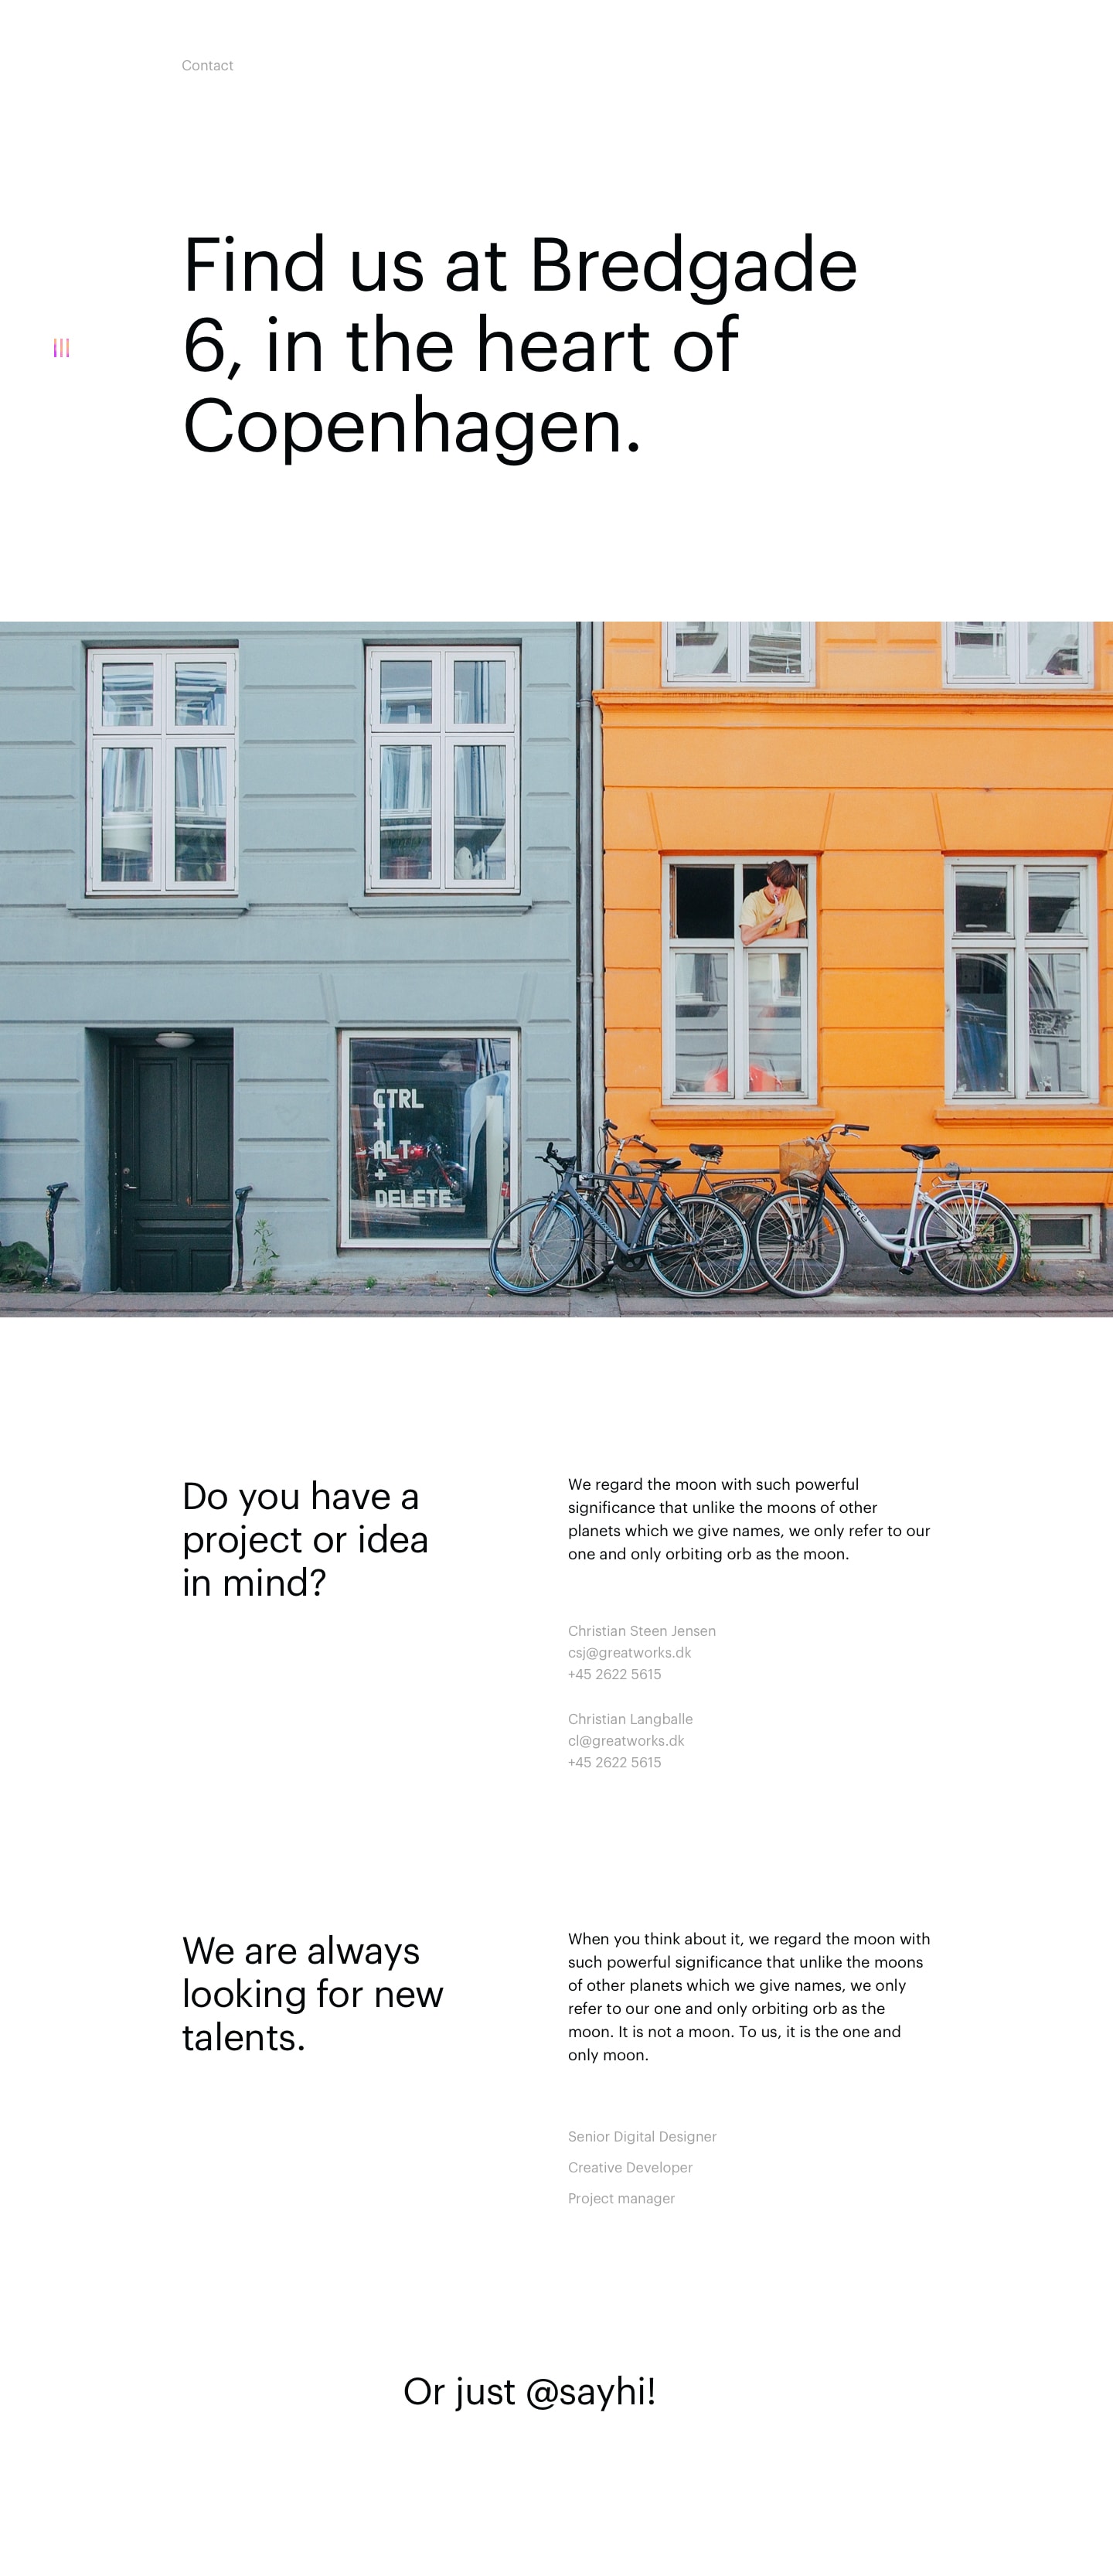 Contact
Find us at Bredgade
6, in the heart of
Copenhagen.
CTRL
+
ALT
+
DELETE
Do you have a
project or idea
in mind?
We regard the moon with such powerful
significance that unlike the moons of other
planets which we give names, we only refer to our
one and only orbiting orb as the moon.
Christian Steen Jensen
csj@greatworks.dk
+45 2622 5615
Christian Langballe
cl@greatworks.dk
+45 2622 5615
We are always
looking for new
talents.
When you think about it, we regard the moon with
such powerful significance that unlike the moons
of other planets which we give names, we only
refer to our one and only orbiting orb as the
moon. It is not a moon. To us, it is the one and
only moon.
Senior Digital Designer
Creative Developer
Project manager
Or just @sayhi!